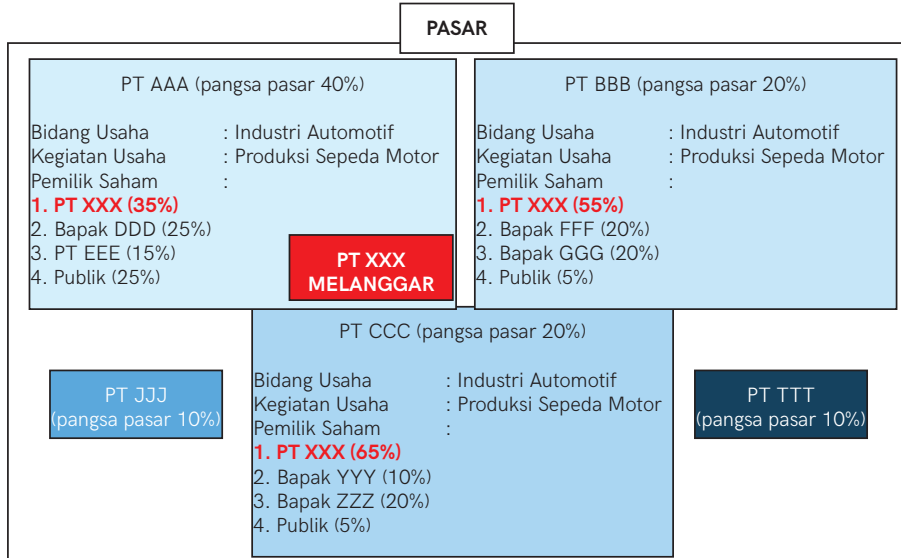 PASAR
PT AAA (pangsa pasar 40%)
Bidang Usaha : Industri Automotif
Kegiatan Usaha : Produksi Sepeda Motor
Pemilik Saham :
1. PT XXX (35%)
2. Bapak DDD (25%)
3. PT EEE (15%)
4. Publik (25%)
PT XXX
MELANGGAR
PT BBB (pangsa pasar 20%)
Bidang Usaha : Industri Automotif
Kegiatan Usaha : Produksi Sepeda Motor
Pemilik Saham :
1. PT XXX (55%)
2. Bapak FFF (20%)
3. Bapak GGG (20%)
4. Publik (5%)
PT JJJ
(pangsa pasar 10%)
PT CCC (pangsa pasar 20%)
Bidang Usaha : Industri Automotif
Kegiatan Usaha : Produksi Sepeda Motor
Pemilik Saham :
1. PT XXX (65%)
2. Bapak YYY (10%)
3. Bapak ZZZ (20%)
4. Publik (5%)
PT TTT
(pangsa pasar 10%)